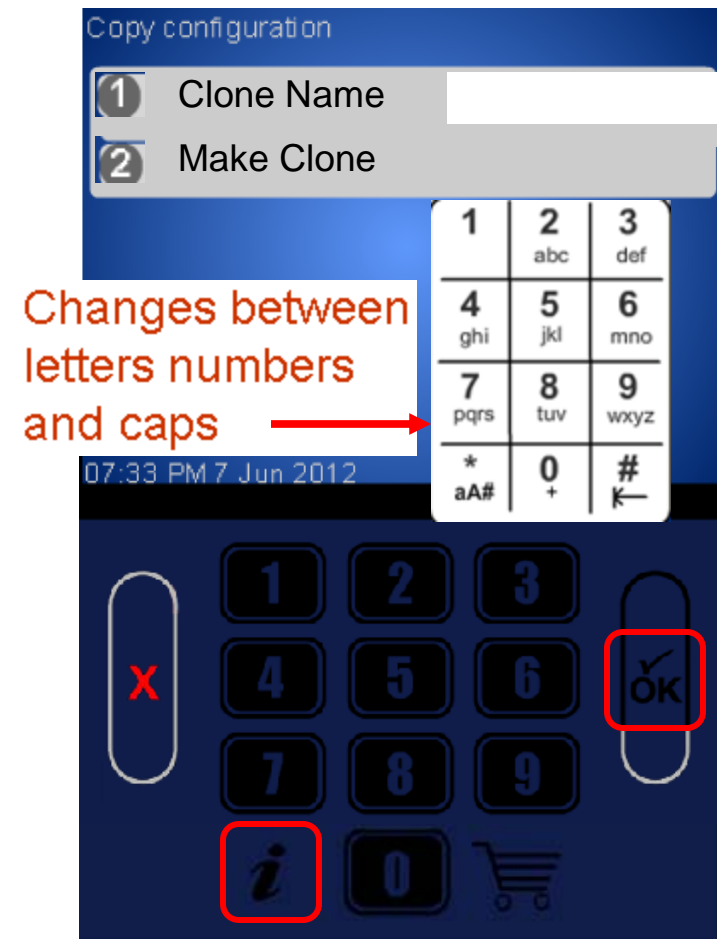 Copy configuration
1 Clone Name
2 Make Clone
1 2 3
abc def
4 5 6
ghi jkl mno
7 8 9
pqrs tuv wxyz
* 0 #
aA# +
Changes between
letters numbers
and caps
07:33 PM 7 Jun 2012
1 2 3
X 4 5 6 OK
7 8 9
i 0